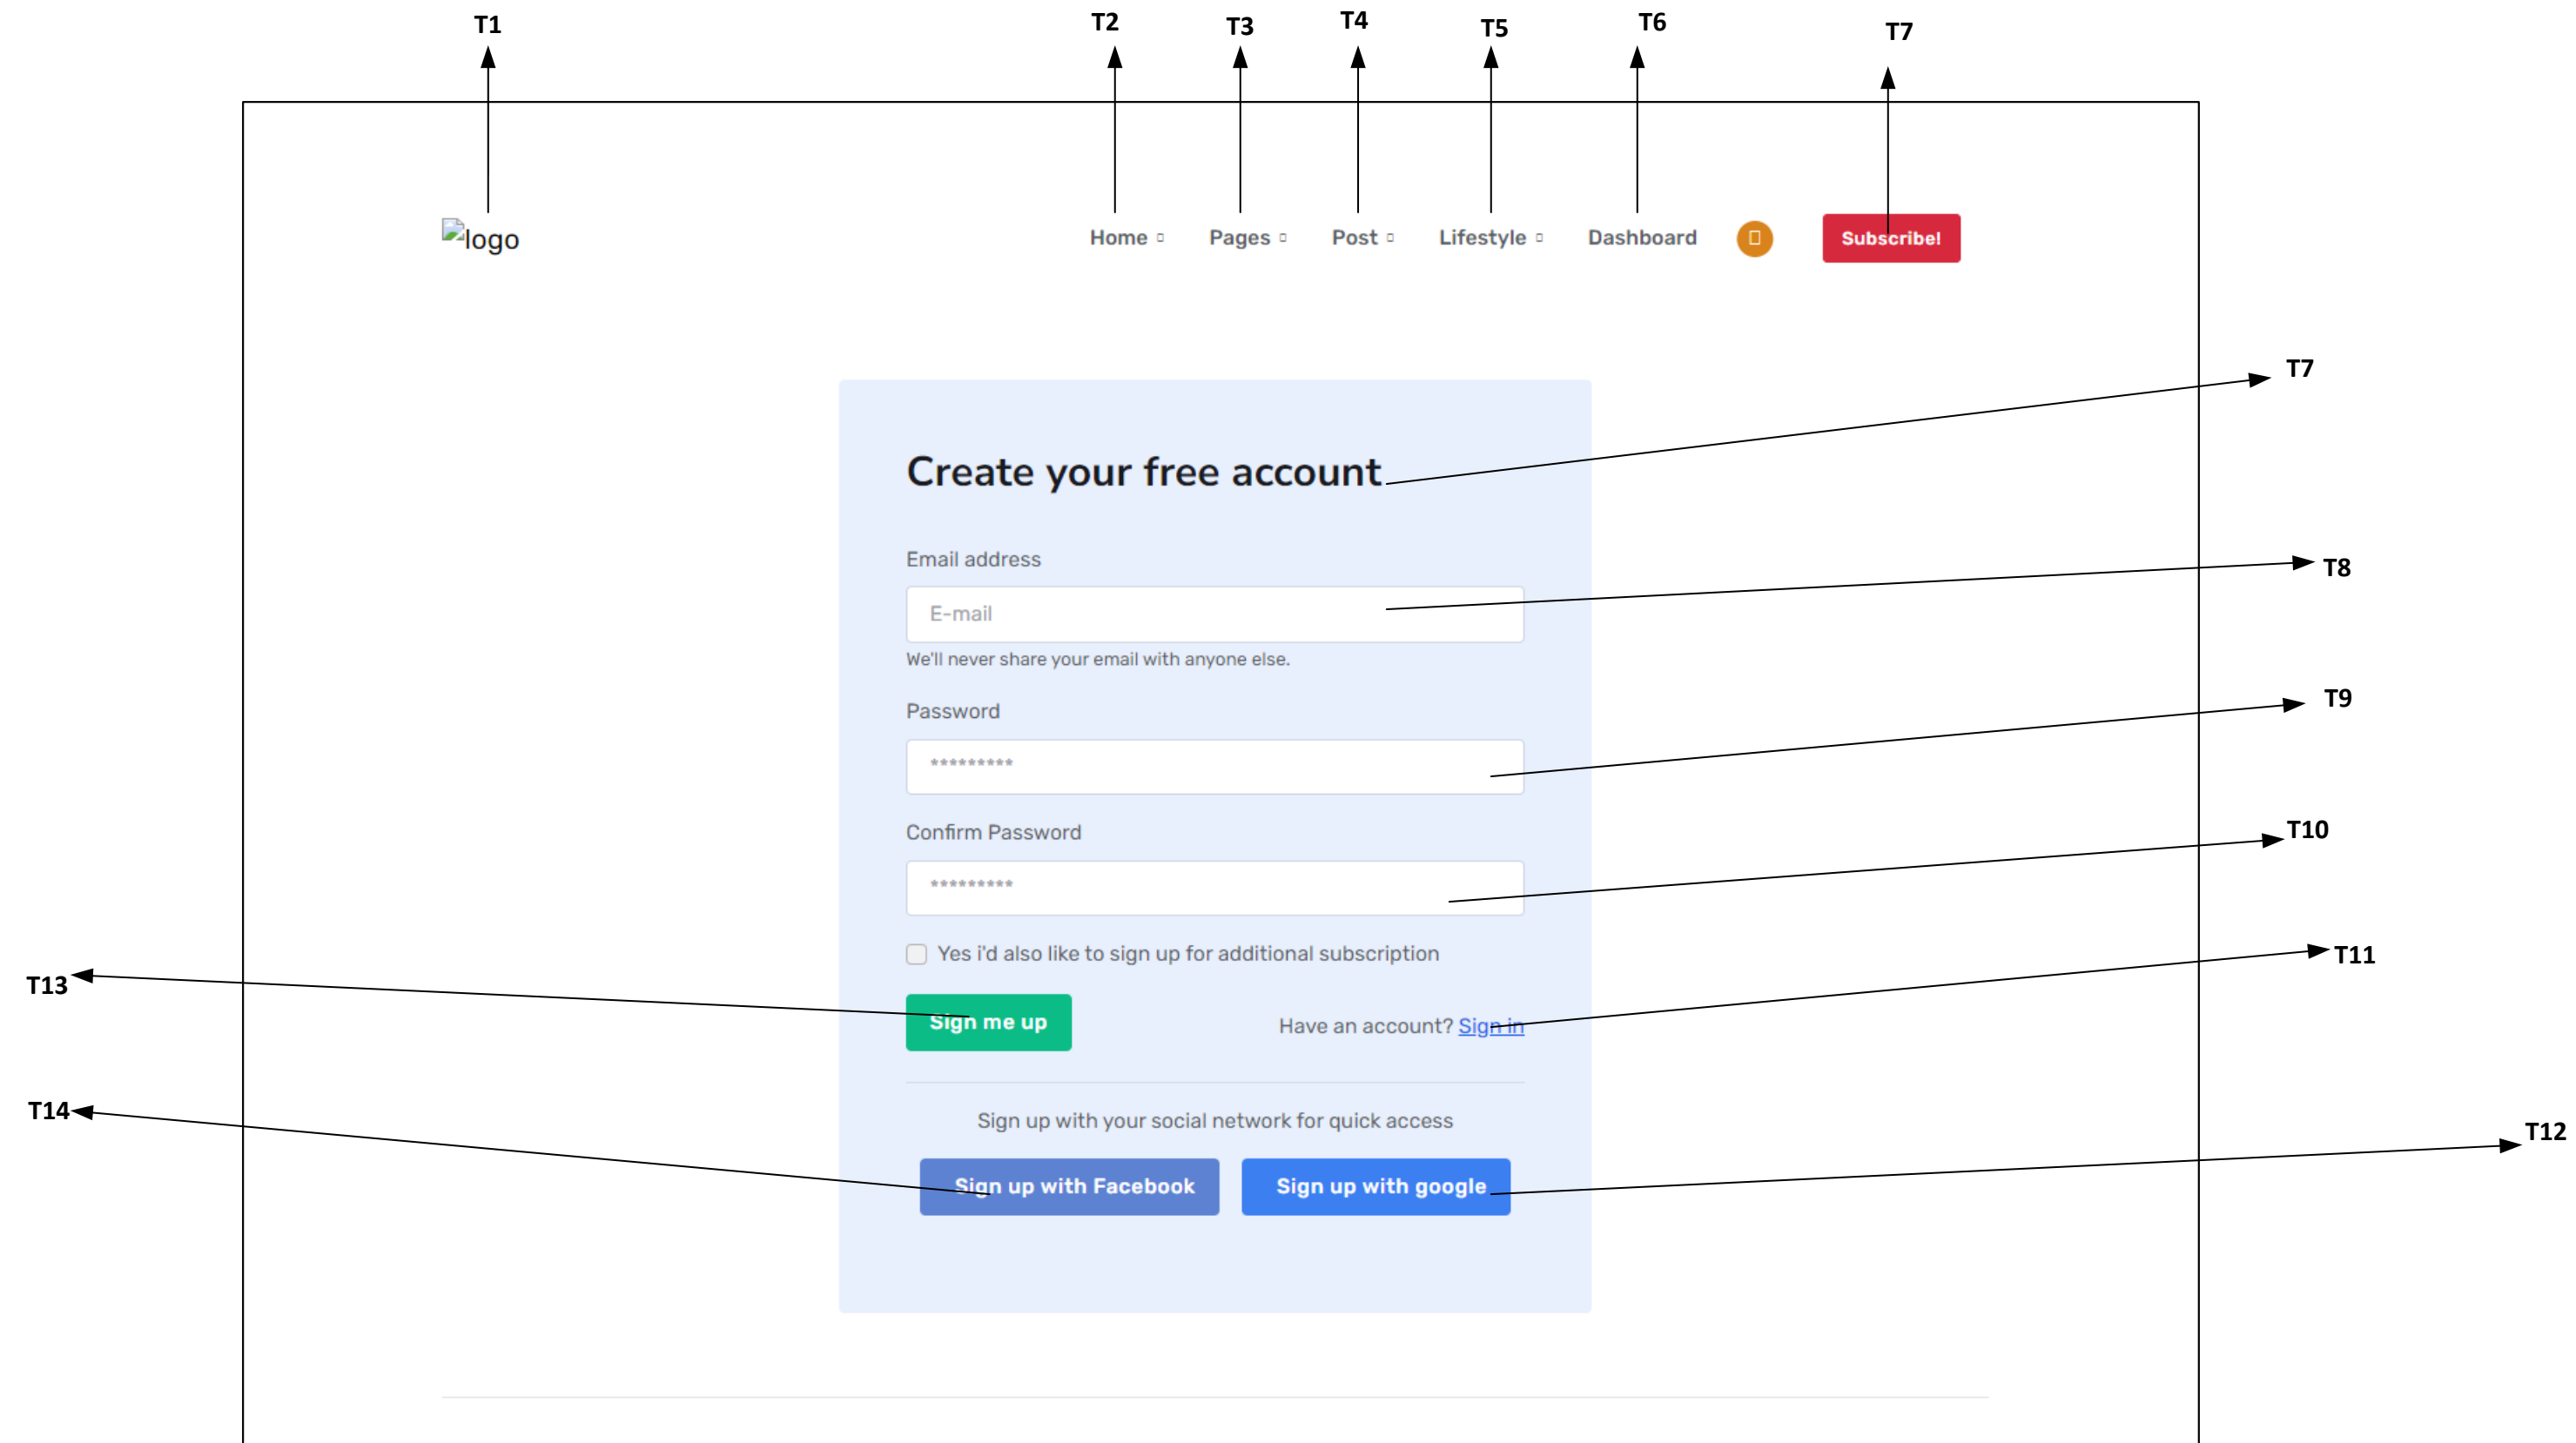 T1 T2 T3 T4 T5 T6 T7
logo Home Pages Post Lifestyle Dashboard Subscribe!
T7
Create your free account
Email address
T8
E-mail
We'll never share your email with anyone else.
T9
Password
*********
T10
Confirm Password
*********
Yes i'd also like to sign up for additional subscription
T11
T13
Sign me up
Have an account? Sign in
T14
Sign up with your social network for quick access
T12
Sign up with Facebook Sign up with google